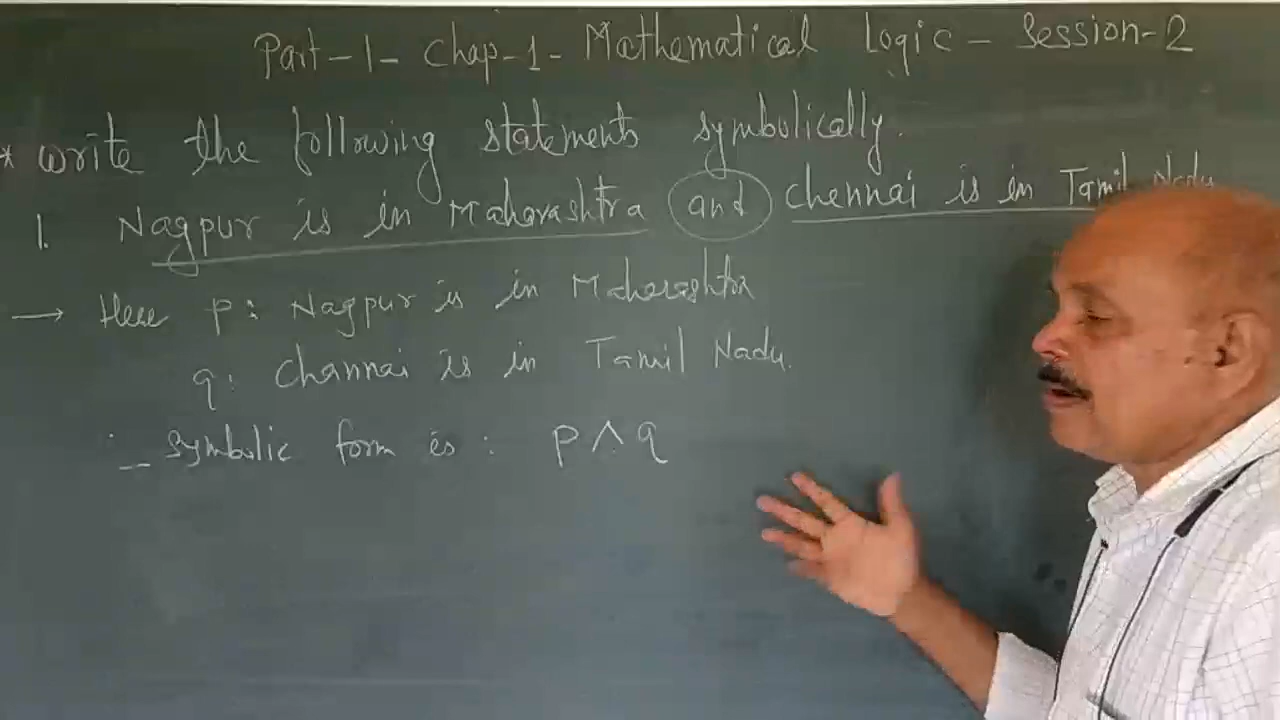 Part-1- Chap-1- Mathematical Logic - Session-2
* Write the following statements symbolically.
1. Nagpur is in Maharashtra and Chennai is in Tamil Nadu
→ Here p: Nagpur is in Maharashtra
q: Channai is in Tamil Nadu.
∴ Symbolic form is : p ∧ q